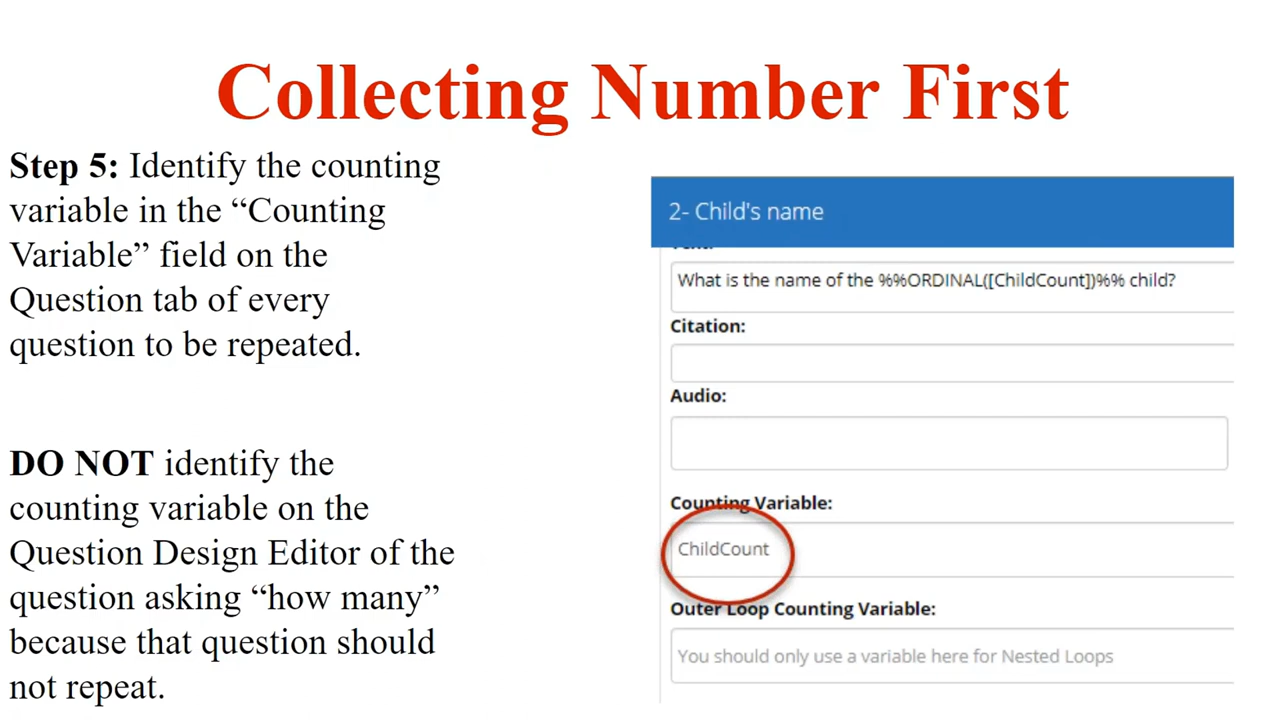 Collecting Number First
Step 5: Identify the counting
variable in the “Counting
Variable” field on the
Question tab of every
question to be repeated.
DO NOT identify the
counting variable on the
Question Design Editor of the
question asking “how many”
because that question should
not repeat.
2- Child's name
What is the name of the %%ORDINAL([ChildCount])%% child?
Citation:
Audio:
Counting Variable:
ChildCount
Outer Loop Counting Variable:
You should only use a variable here for Nested Loops